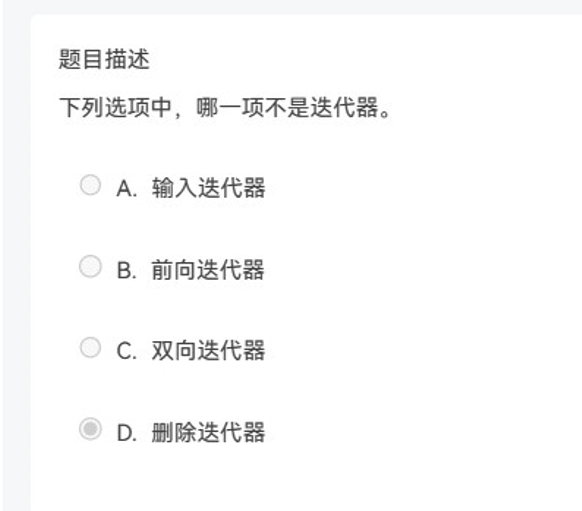 题目描述
下列选项中，哪一项不是迭代器。
A. 输入迭代器
B. 前向迭代器
C. 双向迭代器
D. 删除迭代器